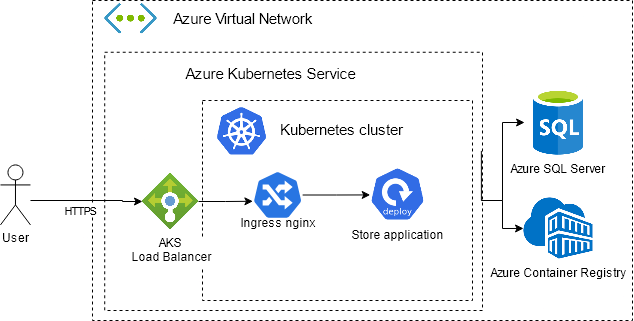 Azure Virtual Network
Azure Kubernetes Service
Kubernetes cluster
SQL
Azure SQL Server
HTTPS
User
AKS
Load Balancer
Ingress nginx
deploy
Store application
Azure Container Registry